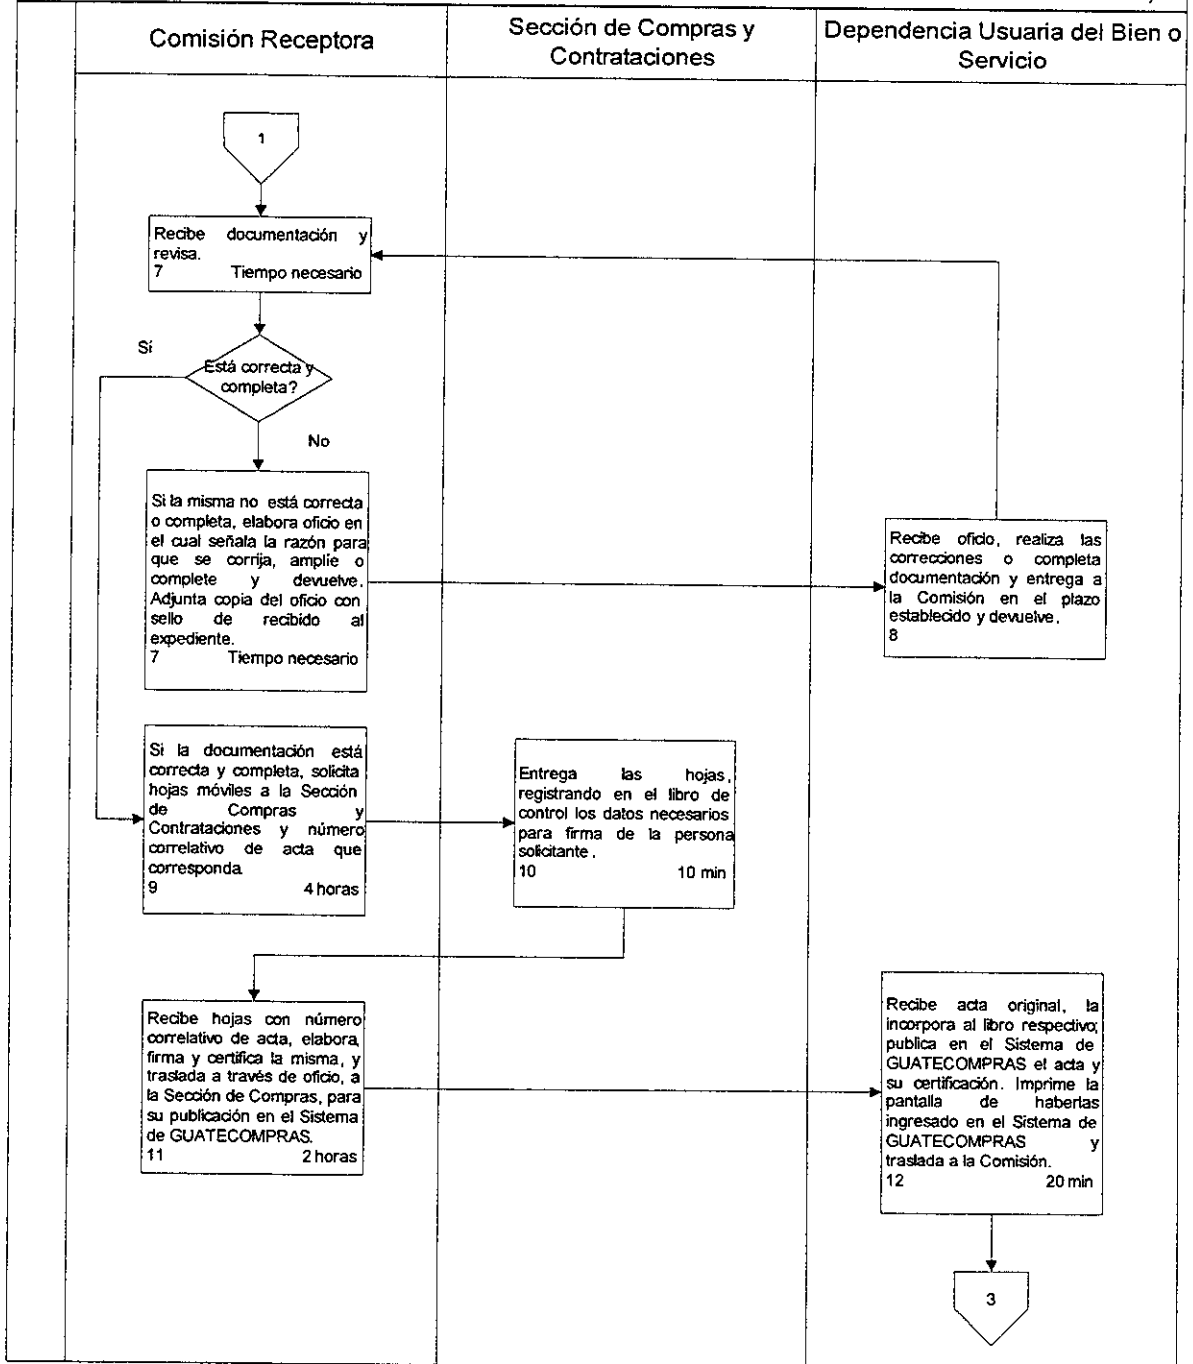 Comisión Receptora
Sección de Compras y
Contrataciones
Dependencia Usuaria del Bien o
Servicio
1
Recibe documentación y
revisa.
7 Tiempo necesario
Sí
Está correcta y
completa?
No
Si la misma no está correcta
o completa, elabora oficio en
el cual señala la razón para
que se corrija, amplie o
complete y devuelve.
Adjunta copia del oficio con
sello de recibido al
expediente.
7 Tiempo necesario
Recibe oficio, realiza las
correcciones o completa
documentación y entrega a
la Comisión en el plazo
establecido y devuelve.
8
Si la documentación está
correcta y completa, solicita
hojas móviles a la Sección
de Compras y
Contrataciones y número
correlativo de acta que
corresponda.
9 4 horas
Entrega las hojas,
registrando en el libro de
control los datos necesarios
para firma de la persona
solicitante.
10 10 min
Recibe hojas con número
correlativo de acta, elabora,
firma y certifica la misma, y
traslada a través de oficio, a
la Sección de Compras, para
su publicación en el Sistema
de GUATECOMPRAS.
11 2 horas
Recibe acta original, la
incorpora al libro respectivo;
publica en el Sistema de
GUATECOMPRAS el acta y
su certificación. Imprime la
pantalla de haberlas
ingresado en el Sistema de
GUATECOMPRAS y
traslada a la Comisión.
12 20 min
3